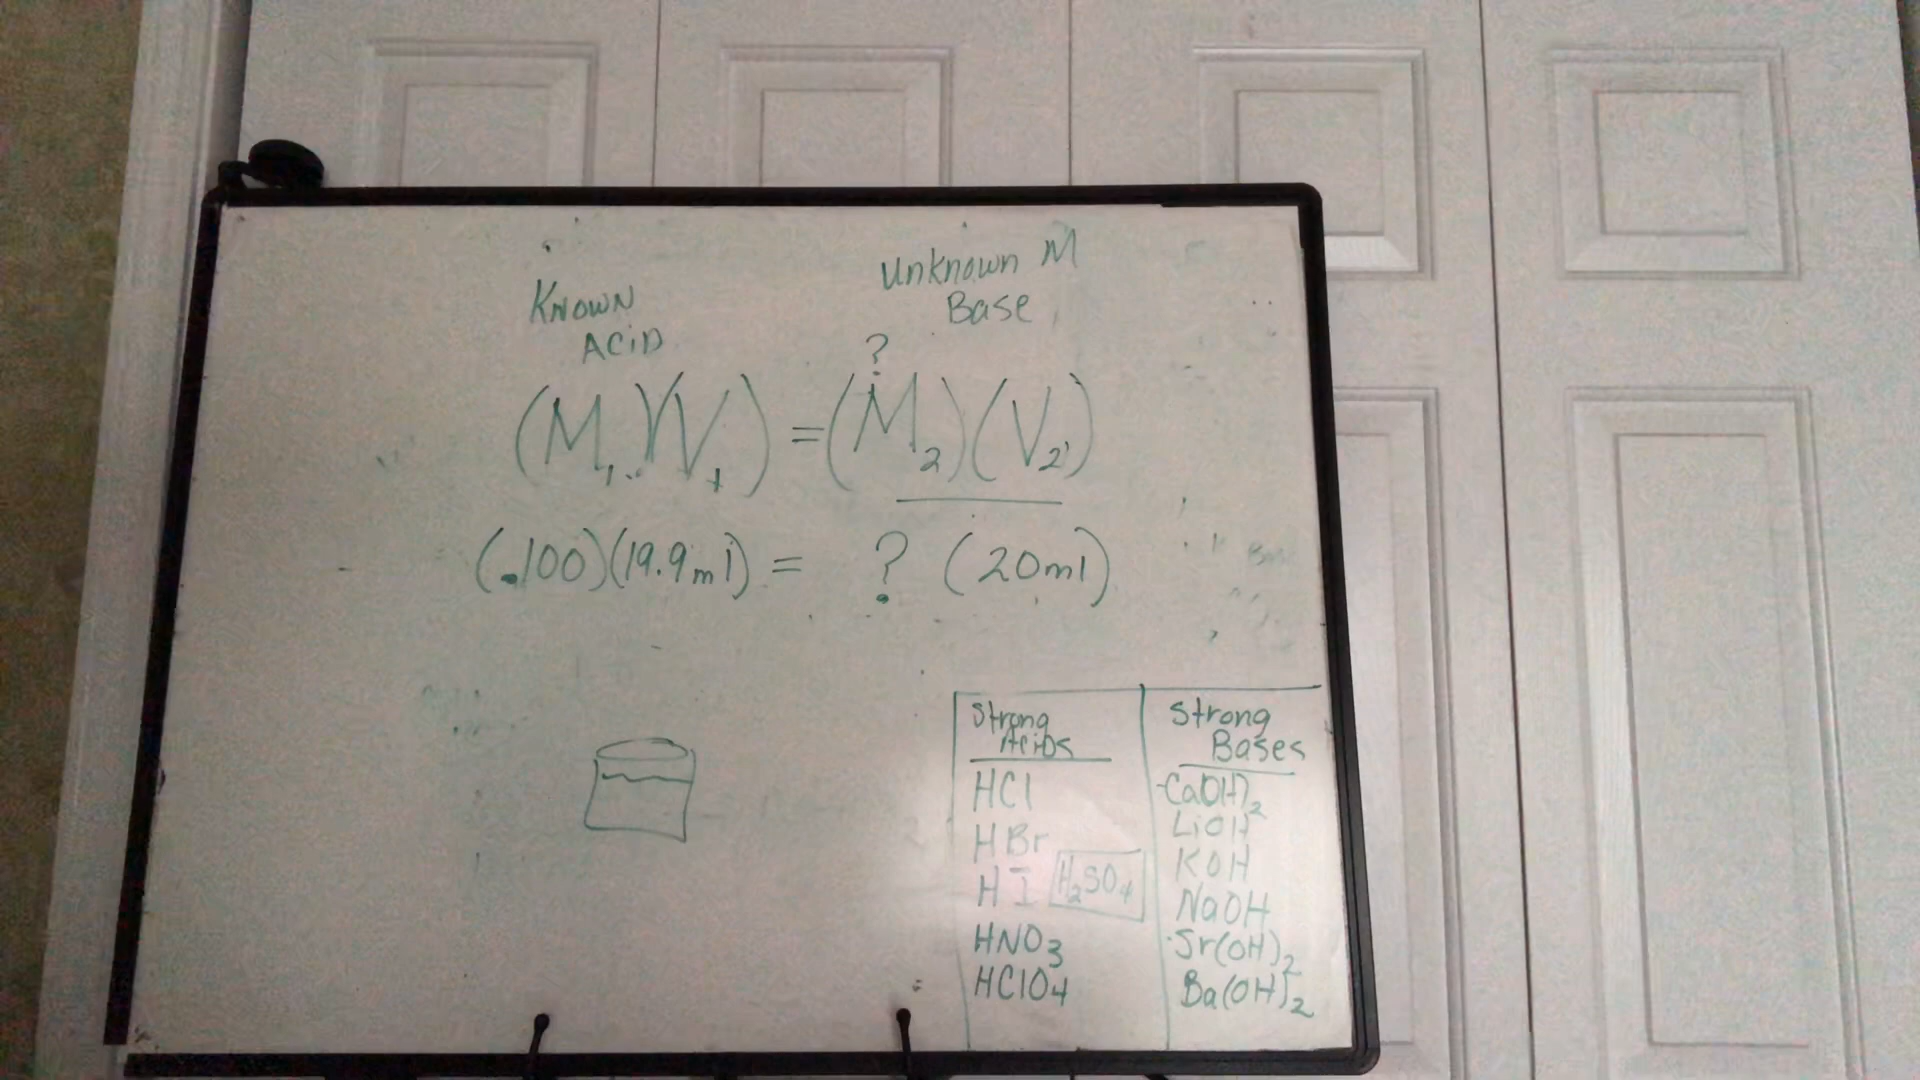 Known
Acid
Unknown M
Base
?
(M1)(V1) = (M2)(V2)
(.100)(19.9ml) = ? (20ml)
Strong
Acids
HCl
HBr
HI
H2SO4
HNO3
HClO4
Strong
Bases
Ca(OH)2
LiOH
KOH
NaOH
Sr(OH)2
Ba(OH)2